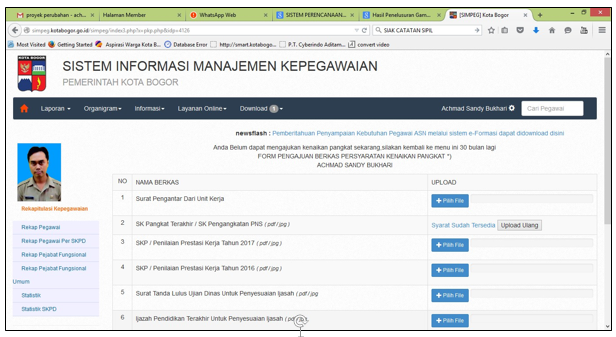 proyek perubahan - ach...
Halaman Member
WhatsApp Web
SISTEM PERENCANAAN...
Hasil Penelusuran Gam...
[SIMPEG] Kota Bogor
simpeg.kotabogor.go.id/simpeg/index3.php?x=pkp.php&idp=4126
SIAK CATATAN SIPIL
Most Visited
Getting Started
Aspirasi Warga Kota B...
Database Error
http://smart.kotabogo...
P.T. Cyberindo Aditam...
convert video
KOTA BOGOR
SISTEM INFORMASI MANAJEMEN KEPEGAWAIAN
PEMERINTAH KOTA BOGOR
Laporan
Organigram
Informasi
Layanan Online
Download 1
Achmad Sandy Bukhari
Cari Pegawai
newsflash : Pemberitahuan Penyampaian Kebutuhan Pegawai ASN melalui sistem e-Formasi dapat didownload disini
Anda Belum dapat mengajukan kenaikan pangkat sekarang,silakan kembali ke menu ini 30 bulan lagi
FORM PENGAJUAN BERKAS PERSYARATAN KENAIKAN PANGKAT *)
ACHMAD SANDY BUKHARI
Rekapitulasi Kepegawaian
Rekap Pegawai
Rekap Pegawai Per SKPD
Rekap Pejabat Fungsional
Rekap Pejabat Fungsional
Umum
Statistik
Statistik SKPD
NO NAMA BERKAS UPLOAD
1 Surat Pengantar Dari Unit Kerja + Pilih File
2 SK Pangkat Terakhir / SK Pengangkatan PNS (pdf/jpg) Syarat Sudah Tersedia Upload Ulang
3 SKP / Penilaian Prestasi Kerja Tahun 2017 (pdf/jpg) + Pilih File
4 SKP / Penilaian Prestasi Kerja Tahun 2016 (pdf/jpg) + Pilih File
5 Surat Tanda Lulus Ujian Dinas Untuk Penyesuaian Ijasah (pdf/jpg + Pilih File
6 Ijazah Pendidikan Terakhir Untuk Penyesuaian Ijasah (pdf/jpg, + Pilih File